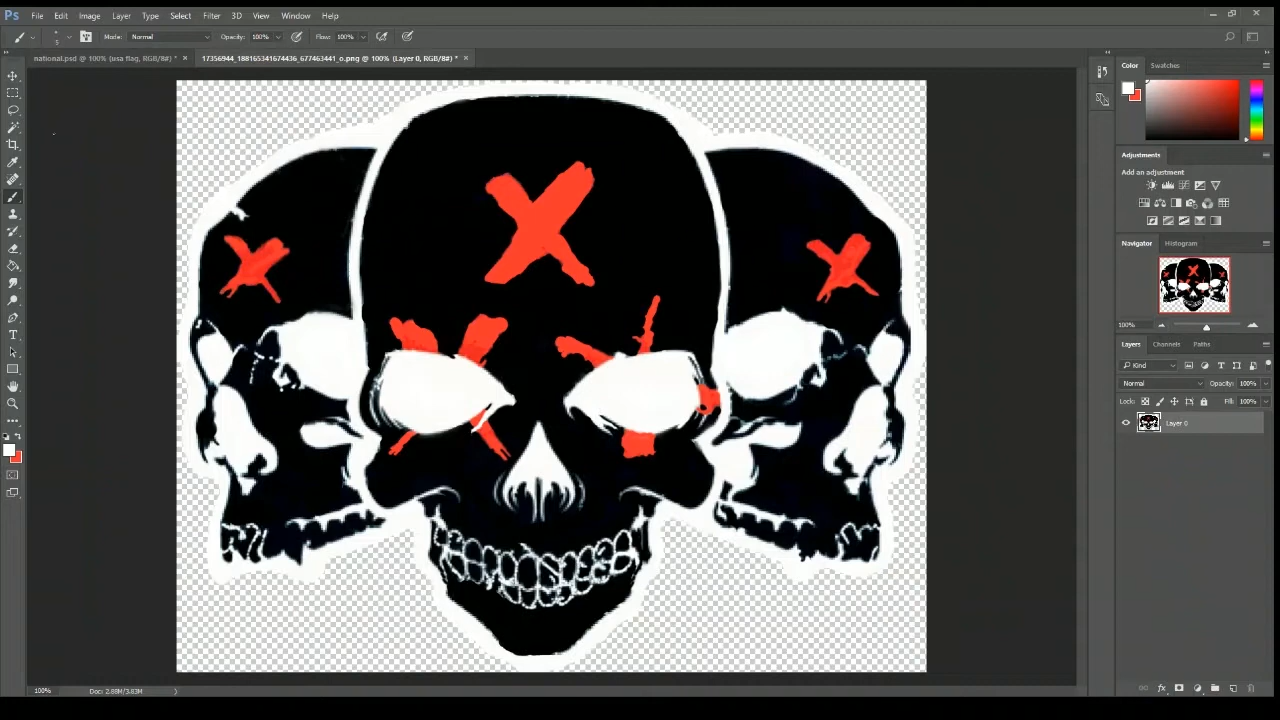 Ps File Edit Image Layer Type Select Filter 3D View Window Help
5 Mode: Normal Opacity: 100% Flow: 100%
national.psd @ 100% (usa flag, RGB/8#) * × 17356944_188165341674436_677463441_o.png @ 100% (Layer 0, RGB/8#) * ×
Color Swatches
Adjustments
Add an adjustment
Navigator Histogram
100%
Layers Channels Paths
Kind
Normal Opacity: 100%
Lock: Fill: 100%
Layer 0
T
fx
100% Doc: 2.88M/3.83M